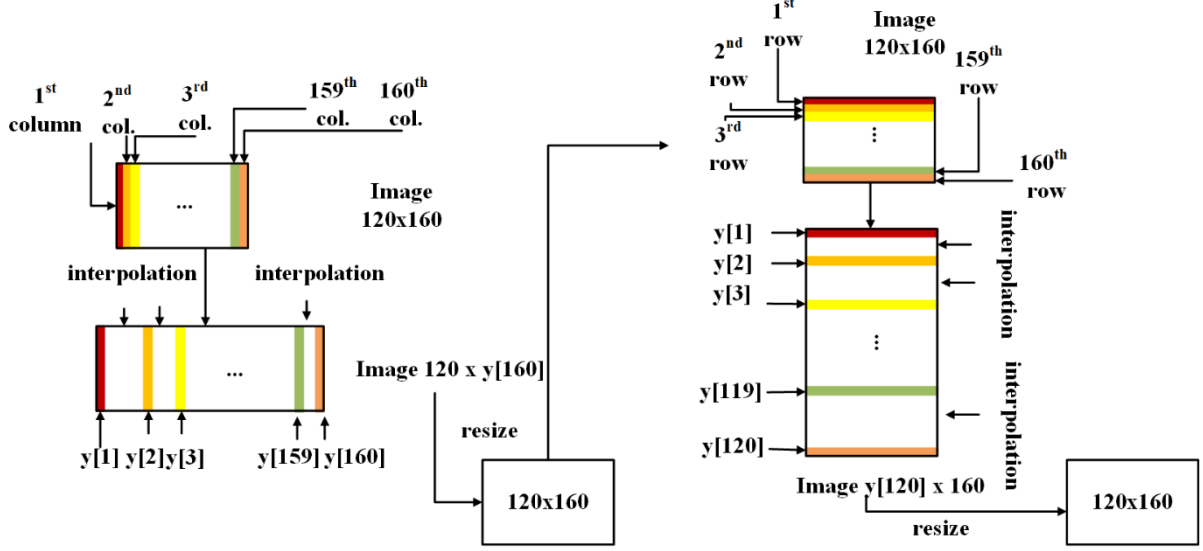 1st
column
2nd
col.
3rd
col.
159th
col.
160th
col.
...
Image
120x160
interpolation
interpolation
...
y[1]
y[2]
y[3]
y[159]
y[160]
Image 120 x y[160]
resize
120x160
1st
row
2nd
row
3rd
row
Image
120x160
159th
row
160th
row
...
y[1]
y[2]
y[3]
...
y[119]
y[120]
interpolation
interpolation
Image y[120] x 160
resize
120x160